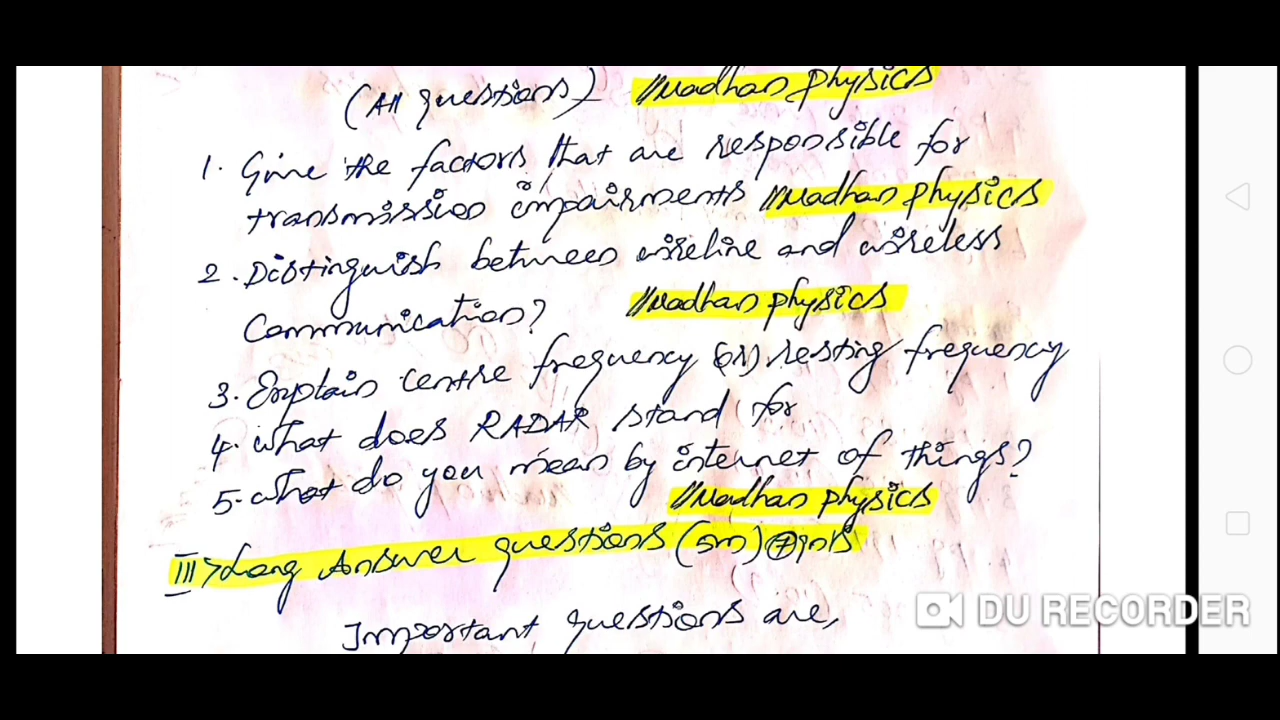 (All questions) Madhan physics
1. Give the factors that are responsible for
transmission impairments Madhan physics
2. Distinguish between wireline and wireless
Communication? Madhan physics
3. Explain centre frequency (or) resting frequency
4. what does RADAR stand for
5. what do you mean by internet of things?
Madhan physics
III > Long Answer questions (5m)
DU RECORDER
Important questions are,